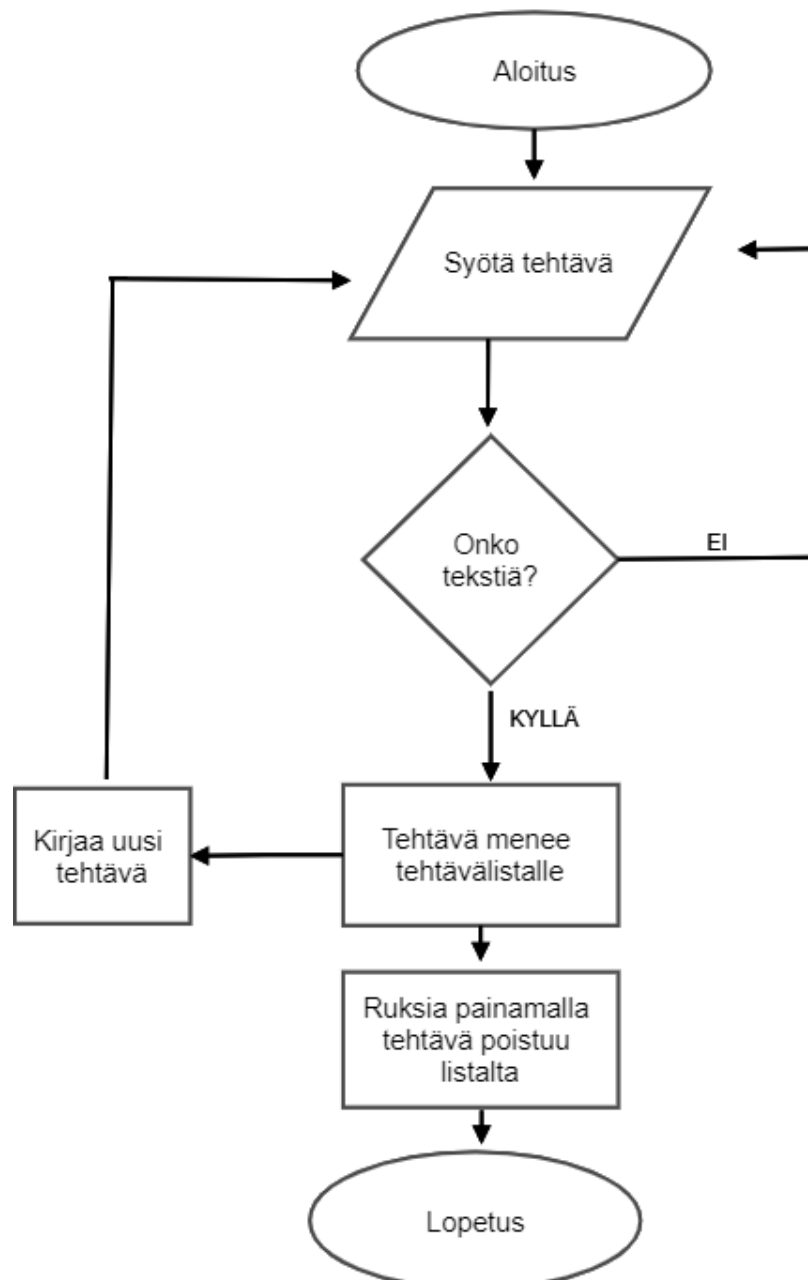 Aloitus
Syötä tehtävä
Onko
tekstiä?
EI
KYLLÄ
Kirjaa uusi
tehtävä
Tehtävä menee
tehtävälistalle
Ruksia painamalla
tehtävä poistuu
listalta
Lopetus